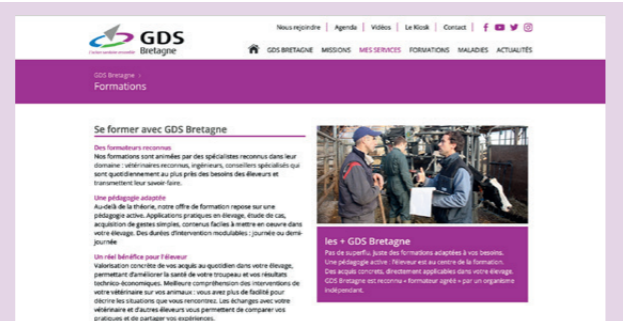 Nous rejoindre | Agenda | Vidéos | Le Kiosk | Contact
GDS
Bretagne
GDS BRETAGNE MISSIONS MES SERVICES FORMATIONS MALADIES ACTUALITÉS
GDS Bretagne
Formations
Se former avec GDS Bretagne
Des formateurs reconnus
Nos formations sont animées par des spécialistes reconnus dans leur
domaine : vétérinaires reconnus, ingénieurs, conseillers spécialisés qui
sont quotidiennement au plus près des besoins des éleveurs et
transmettent leur savoir-faire.
Une pédagogie adaptée
Au-delà de la théorie, notre offre de formation repose sur une
pédagogie active. Applications pratiques en élevage, étude de cas,
acquisition de gestes simples, contenus faciles à mettre en oeuvre dans
votre élevage. Des durées d'intervention modulables : journée ou demi-
journée
Un réel bénéfice pour l'éleveur
Valorisation concrète de vos acquis au quotidien dans votre élevage,
permettant d'améliorer la santé de votre troupeau et vos résultats
technico-économiques. Meilleure compréhension des interventions de
votre vétérinaire sur vos animaux : vous avez plus de facilité pour
décrire les situations que vous rencontrez. Les échanges avec votre
vétérinaire et d'autres éleveurs vous permettent de comparer vos
pratiques et de partager vos expériences.
les + GDS Bretagne
Pas de superflu, juste des formations adaptées à vos besoins.
Une pédagogie active : l'éleveur est au centre de la formation.
Des acquis concrets, directement applicables dans votre élevage.
GDS Bretagne est reconnu « formateur agréé » par un organisme
indépendant.